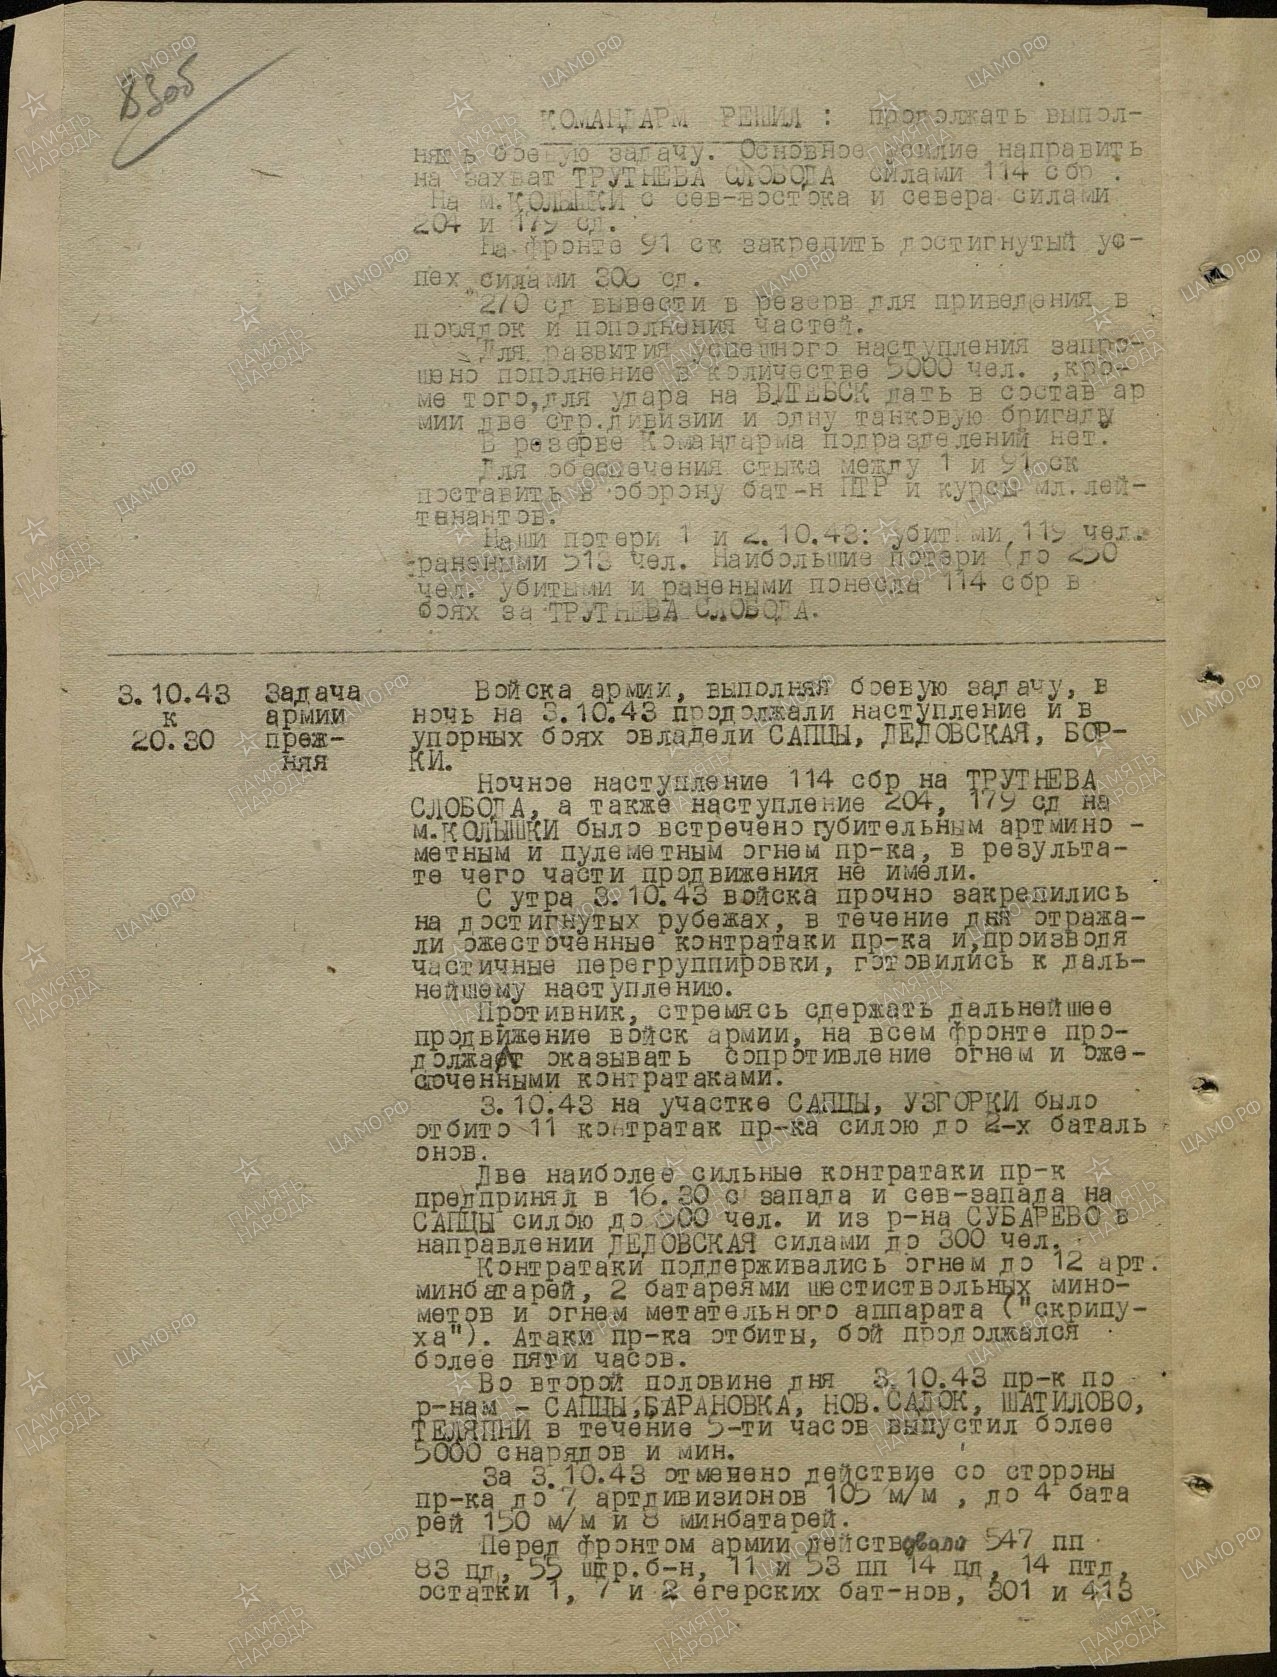 830б
КОМАНДАРМ РЕШИЛ : продолжать выпол-
нять боевую задачу. Основное усилие направить
на захват ТРУТНЕВА СЛОБОДА силами 114 сбр .
На м.КОЛЫШКИ с сев-востока и севера силами
204 и 179 сд.
На фронте 91 ск закрепить достигнутый ус-
пех силами 306 сд.
270 сд вывести в резерв для приведения в
порядок и пополнения частей.
Для развития успешного наступления запро-
шено пополнение в количестве 5000 чел. ,кро-
ме того,для удара на ВИТЕБСК дать в состав ар
мии две стр.дивизии и одну танковую бригаду
В резерве Командарма подразделений нет.
Для обеспечения стыка между 1 и 91 ск
поставить в оборону бат-н ПТР и курсы мл.лей-
тенантов.
Наши потери 1 и 2.10.43: убитыми 119 чел.
ранеными 513 чел. Наибольшие потери (до 250
чел. убитыми и ранеными понесла 114 сбр в
боях за ТРУТНЕВА СЛОБОДА.
3.10.43 Задача Войска армии, выполняя боевую задачу, в
к армии ночь на 3.10.43 продолжали наступление и в
20.30 преж- упорных боях овладели САПЦЫ, ДЕДОВСКАЯ, БОР-
няя КИ.
Ночное наступление 114 сбр на ТРУТНЕВА
СЛОБОДА, а также наступление 204, 179 сд на
м.КОЛЫШКИ было встречено губительным артмино -
метным и пулеметным огнем пр-ка, в результа-
те чего части продвижения не имели.
С утра 3.10.43 войска прочно закрепились
на достигнутых рубежах, в течение дня отража-
ли ожесточенные контратаки пр-ка и,производя
частичные перегруппировки, готовились к даль-
нейшему наступлению.
Противник, стремясь сдержать дальнейшее
продвижение войск армии, на всем фронте про-
должает оказывать сопротивление огнем и оже-
сточенными контратаками.
3.10.43 на участке САПЦЫ, УЗГОРКИ было
отбито 11 контратак пр-ка силою до 2-х баталь
онов.
Две наиболее сильные контратаки пр-к
предпринял в 16.30 с запада и сев-запада на
САПЦЫ силою до 500 чел. и из р-на СУБАРЕВО в
направлении ДЕДОВСКАЯ силами до 300 чел.
Контратаки поддерживались огнем до 12 арт.
минбатарей, 2 батареями шестиствольных мино-
метов и огнем метательного аппарата ("скрипу-
ха"). Атаки пр-ка отбиты, бой продолжался
более пяти часов.
Во второй половине дня 3.10.43 пр-к по
р-нам - САПЦЫ,БАРАНОВКА, НОВ.САДОК, ШАТИЛОВО,
ТЕЛЯПНИ в течение 5-ти часов выпустил более
5000 снарядов и мин.
За 3.10.43 отменено действие со стороны
пр-ка до 7 артдивизионов 105 м/м , до 4 бата
рей 150 м/м и 8 минбатарей.
Перед фронтом армии действовали 547 пп
83 пд, 55 штр.б-н, 11 и 53 пп 14 пд, 14 птд,
остатки 1, 7 и 2 егерских бат-нов, 301 и 413